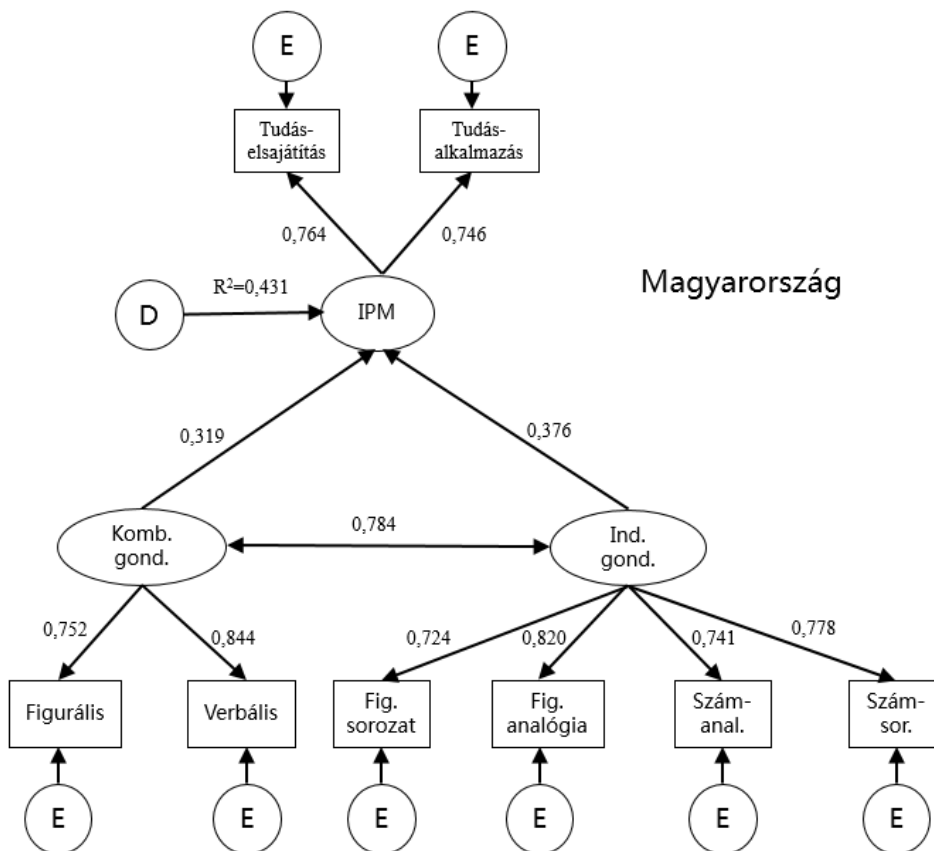 E
E
Tudás-
elsajátítás
Tudás-
alkalmazás
0,764
0,746
R²=0,431
Magyarország
D
IPM
0,319
0,376
Komb.
gond.
0,784
Ind.
gond.
0,752
0,844
0,724
0,820
0,741
0,778
Figurális
Verbális
Fig.
sorozat
Fig.
analógia
Szám-
anal.
Szám-
sor.
E
E
E
E
E
E